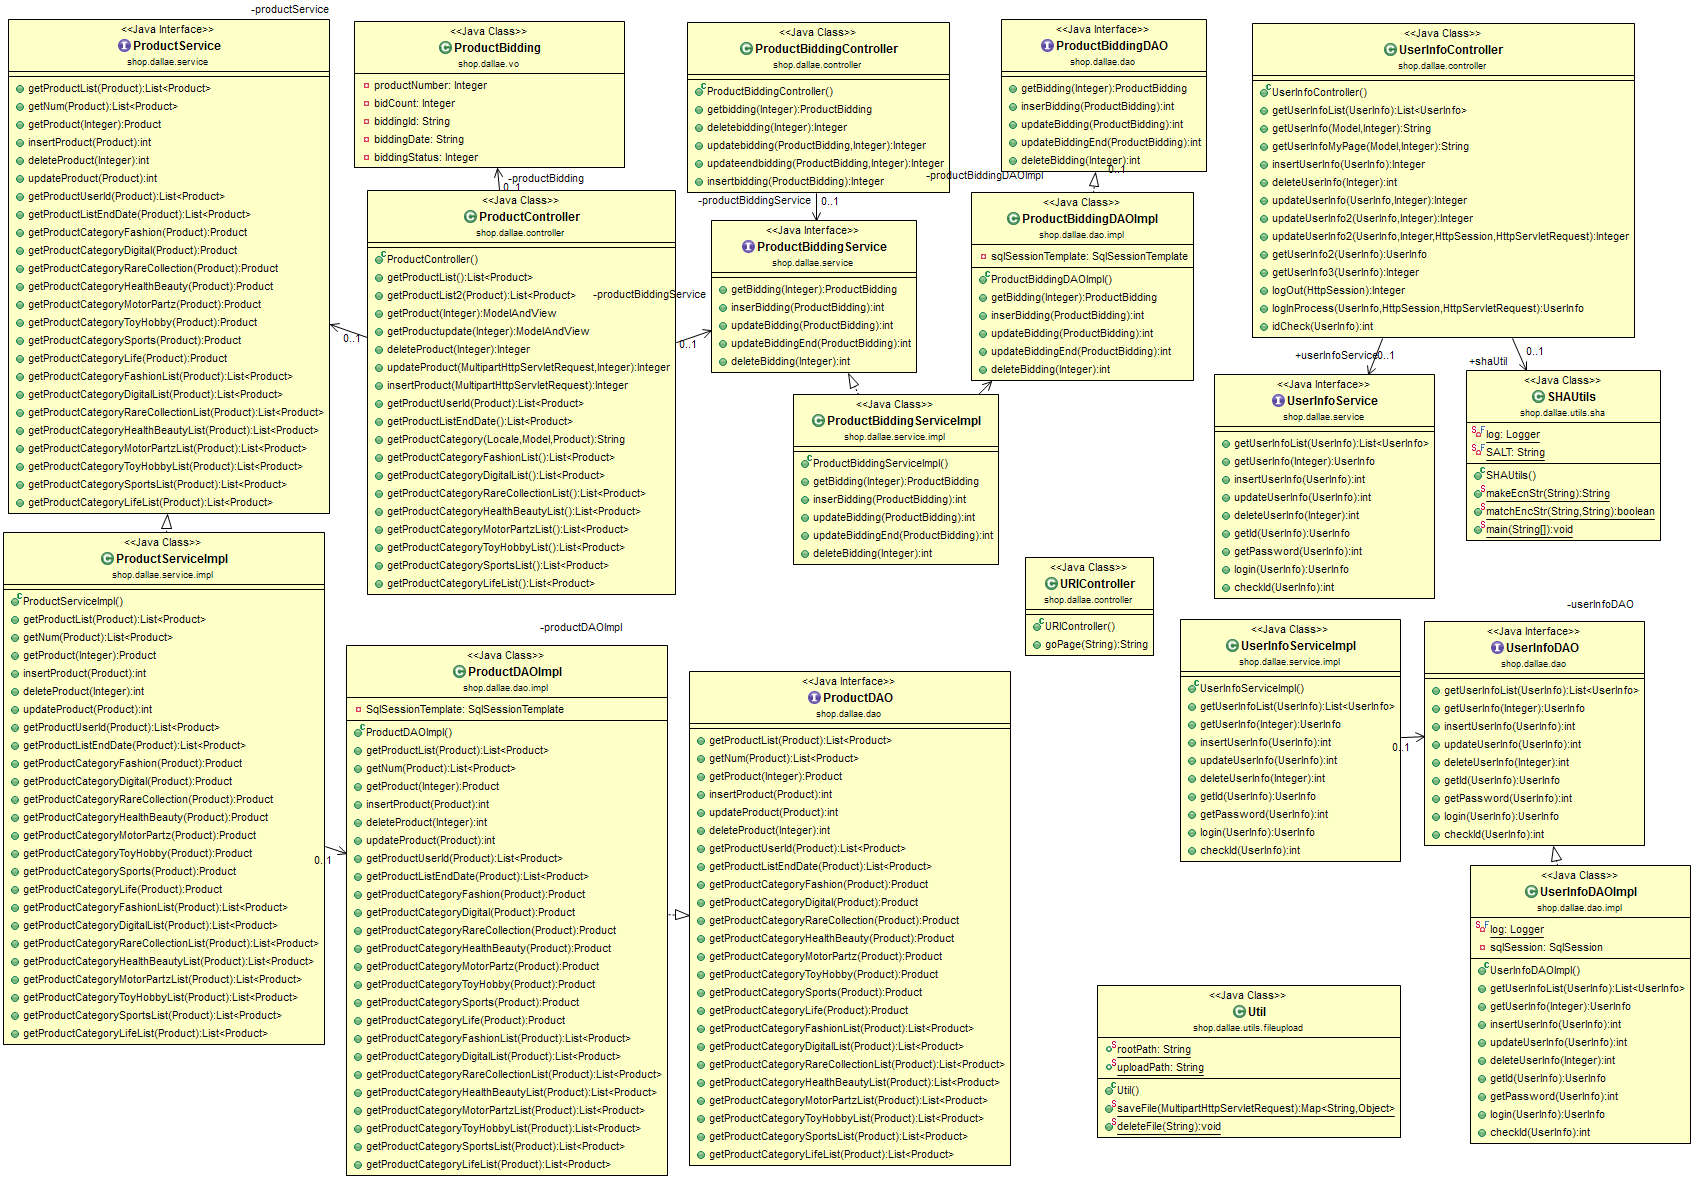 -productService
<<Java Interface>>
ProductService
shop.dallae.service
getProductList(Product):List<Product>
getNum(Product):List<Product>
getProduct(Integer):Product
insertProduct(Product):int
deleteProduct(Integer):int
updateProduct(Product):int
getProductUserId(Product):List<Product>
getProductListEndDate(Product):List<Product>
getProductCategoryFashion(Product):Product
getProductCategoryDigital(Product):Product
getProductCategoryRareCollection(Product):Product
getProductCategoryHealthBeauty(Product):Product
getProductCategoryMotorPartz(Product):Product
getProductCategoryToyHobby(Product):Product
getProductCategorySports(Product):Product
getProductCategoryLife(Product):Product
getProductCategoryFashionList(Product):List<Product>
getProductCategoryDigitalList(Product):List<Product>
getProductCategoryRareCollectionList(Product):List<Product>
getProductCategoryHealthBeautyList(Product):List<Product>
getProductCategoryMotorPartzList(Product):List<Product>
getProductCategoryToyHobbyList(Product):List<Product>
getProductCategorySportsList(Product):List<Product>
getProductCategoryLifeList(Product):List<Product>
<<Java Class>>
ProductBidding
shop.dallae.vo
productNumber: Integer
bidCount: Integer
biddingId: String
biddingDate: String
biddingStatus: Integer
-productBidding
0..1
<<Java Class>>
ProductController
shop.dallae.controller
ProductController()
getProductList():List<Product>
getProductList2(Product):List<Product>
getProduct(Integer):ModelAndView
getProductupdate(Integer):ModelAndView
deleteProduct(Integer):Integer
updateProduct(MultipartHttpServletRequest,Integer):Integer
insertProduct(MultipartHttpServletRequest):Integer
getProductUserId(Product):List<Product>
getProductListEndDate():List<Product>
getProductCategory(Locale,Model,Product):String
getProductCategoryFashionList():List<Product>
getProductCategoryDigitalList():List<Product>
getProductCategoryRareCollectionList():List<Product>
getProductCategoryHealthBeautyList():List<Product>
getProductCategoryMotorPartzList():List<Product>
getProductCategoryToyHobbyList():List<Product>
getProductCategorySportsList():List<Product>
getProductCategoryLifeList():List<Product>
0..1
-productBiddingService
0..1
<<Java Class>>
ProductBiddingController
shop.dallae.controller
ProductBiddingController()
getbidding(Integer):ProductBidding
deletebidding(Integer):Integer
updatebidding(ProductBidding,Integer):Integer
updateendbidding(ProductBidding,Integer):Integer
insertbidding(ProductBidding):Integer
-productBiddingService
0..1
<<Java Interface>>
ProductBiddingService
shop.dallae.service
getBidding(Integer):ProductBidding
inserBidding(ProductBidding):int
updateBidding(ProductBidding):int
updateBiddingEnd(ProductBidding):int
deleteBidding(Integer):int
<<Java Interface>>
ProductBiddingDAO
shop.dallae.dao
getBidding(Integer):ProductBidding
inserBidding(ProductBidding):int
updateBidding(ProductBidding):int
updateBiddingEnd(ProductBidding):int
deleteBidding(Integer):int
0..1
-productBiddingDAOImpl
<<Java Class>>
ProductBiddingDAOImpl
shop.dallae.dao.impl
sqlSessionTemplate: SqlSessionTemplate
ProductBiddingDAOImpl()
getBidding(Integer):ProductBidding
inserBidding(ProductBidding):int
updateBidding(ProductBidding):int
updateBiddingEnd(ProductBidding):int
deleteBidding(Integer):int
<<Java Class>>
ProductBiddingServiceImpl
shop.dallae.service.impl
ProductBiddingServiceImpl()
getBidding(Integer):ProductBidding
inserBidding(ProductBidding):int
updateBidding(ProductBidding):int
updateBiddingEnd(ProductBidding):int
deleteBidding(Integer):int
<<Java Class>>
UserInfoController
shop.dallae.controller
UserInfoController()
getUserInfoList(UserInfo):List<UserInfo>
getUserInfo(Model,Integer):String
getUserInfoMyPage(Model,Integer):String
insertUserInfo(UserInfo):Integer
deleteUserInfo(Integer):int
updateUserInfo(UserInfo,Integer):Integer
updateUserInfo2(UserInfo,Integer):Integer
updateUserInfo2(UserInfo,Integer,HttpSession,HttpServletRequest):Integer
getUserInfo2(UserInfo):UserInfo
getUserInfo3(UserInfo):Integer
logOut(HttpSession):Integer
logInProcess(UserInfo,HttpSession,HttpServletRequest):UserInfo
idCheck(UserInfo):int
+userInfoService
0..1
0..1
+shaUtil
<<Java Interface>>
UserInfoService
shop.dallae.service
getUserInfoList(UserInfo):List<UserInfo>
getUserInfo(Integer):UserInfo
insertUserInfo(UserInfo):int
updateUserInfo(UserInfo):int
deleteUserInfo(Integer):int
getId(UserInfo):UserInfo
getPassword(UserInfo):int
login(UserInfo):UserInfo
checkId(UserInfo):int
<<Java Class>>
SHAUtils
shop.dallae.utils.sha
log: Logger
SALT: String
SHAUtils()
makeEcnStr(String):String
matchEncStr(String,String):boolean
main(String[]):void
<<Java Class>>
ProductServiceImpl
shop.dallae.service.impl
ProductServiceImpl()
getProductList(Product):List<Product>
getNum(Product):List<Product>
getProduct(Integer):Product
insertProduct(Product):int
deleteProduct(Integer):int
updateProduct(Product):int
getProductUserId(Product):List<Product>
getProductListEndDate(Product):List<Product>
getProductCategoryFashion(Product):Product
getProductCategoryDigital(Product):Product
getProductCategoryRareCollection(Product):Product
getProductCategoryHealthBeauty(Product):Product
getProductCategoryMotorPartz(Product):Product
getProductCategoryToyHobby(Product):Product
getProductCategorySports(Product):Product
getProductCategoryLife(Product):Product
getProductCategoryFashionList(Product):List<Product>
getProductCategoryDigitalList(Product):List<Product>
getProductCategoryRareCollectionList(Product):List<Product>
getProductCategoryHealthBeautyList(Product):List<Product>
getProductCategoryMotorPartzList(Product):List<Product>
getProductCategoryToyHobbyList(Product):List<Product>
getProductCategorySportsList(Product):List<Product>
getProductCategoryLifeList(Product):List<Product>
0..1
-productDAOImpl
<<Java Class>>
ProductDAOImpl
shop.dallae.dao.impl
SqlSessionTemplate: SqlSessionTemplate
ProductDAOImpl()
getProductList(Product):List<Product>
getNum(Product):List<Product>
getProduct(Integer):Product
insertProduct(Product):int
deleteProduct(Integer):int
updateProduct(Product):int
getProductUserId(Product):List<Product>
getProductListEndDate(Product):List<Product>
getProductCategoryFashion(Product):Product
getProductCategoryDigital(Product):Product
getProductCategoryRareCollection(Product):Product
getProductCategoryHealthBeauty(Product):Product
getProductCategoryMotorPartz(Product):Product
getProductCategoryToyHobby(Product):Product
getProductCategorySports(Product):Product
getProductCategoryLife(Product):Product
getProductCategoryFashionList(Product):List<Product>
getProductCategoryDigitalList(Product):List<Product>
getProductCategoryRareCollectionList(Product):List<Product>
getProductCategoryHealthBeautyList(Product):List<Product>
getProductCategoryMotorPartzList(Product):List<Product>
getProductCategoryToyHobbyList(Product):List<Product>
getProductCategorySportsList(Product):List<Product>
getProductCategoryLifeList(Product):List<Product>
<<Java Interface>>
ProductDAO
shop.dallae.dao
getProductList(Product):List<Product>
getNum(Product):List<Product>
getProduct(Integer):Product
insertProduct(Product):int
updateProduct(Product):int
deleteProduct(Integer):int
getProductUserId(Product):List<Product>
getProductListEndDate(Product):List<Product>
getProductCategoryFashion(Product):Product
getProductCategoryDigital(Product):Product
getProductCategoryRareCollection(Product):Product
getProductCategoryHealthBeauty(Product):Product
getProductCategoryMotorPartz(Product):Product
getProductCategoryToyHobby(Product):Product
getProductCategorySports(Product):Product
getProductCategoryLife(Product):Product
getProductCategoryFashionList(Product):List<Product>
getProductCategoryDigitalList(Product):List<Product>
getProductCategoryRareCollectionList(Product):List<Product>
getProductCategoryHealthBeautyList(Product):List<Product>
getProductCategoryMotorPartzList(Product):List<Product>
getProductCategoryToyHobbyList(Product):List<Product>
getProductCategorySportsList(Product):List<Product>
getProductCategoryLifeList(Product):List<Product>
<<Java Class>>
URIController
shop.dallae.controller
URIController()
goPage(String):String
<<Java Class>>
UserInfoServiceImpl
shop.dallae.service.impl
UserInfoServiceImpl()
getUserInfoList(UserInfo):List<UserInfo>
getUserInfo(Integer):UserInfo
insertUserInfo(UserInfo):int
updateUserInfo(UserInfo):int
deleteUserInfo(Integer):int
getId(UserInfo):UserInfo
getPassword(UserInfo):int
login(UserInfo):UserInfo
checkId(UserInfo):int
0..1
-userInfoDAO
<<Java Interface>>
UserInfoDAO
shop.dallae.dao
getUserInfoList(UserInfo):List<UserInfo>
getUserInfo(Integer):UserInfo
insertUserInfo(UserInfo):int
updateUserInfo(UserInfo):int
deleteUserInfo(Integer):int
getId(UserInfo):UserInfo
getPassword(UserInfo):int
login(UserInfo):UserInfo
checkId(UserInfo):int
<<Java Class>>
UserInfoDAOImpl
shop.dallae.dao.impl
log: Logger
sqlSession: SqlSession
UserInfoDAOImpl()
getUserInfoList(UserInfo):List<UserInfo>
getUserInfo(Integer):UserInfo
insertUserInfo(UserInfo):int
updateUserInfo(UserInfo):int
deleteUserInfo(Integer):int
getId(UserInfo):UserInfo
getPassword(UserInfo):int
login(UserInfo):UserInfo
checkId(UserInfo):int
<<Java Class>>
Util
shop.dallae.utils.fileupload
rootPath: String
uploadPath: String
Util()
saveFile(MultipartHttpServletRequest):Map<String,Object>
deleteFile(String):void